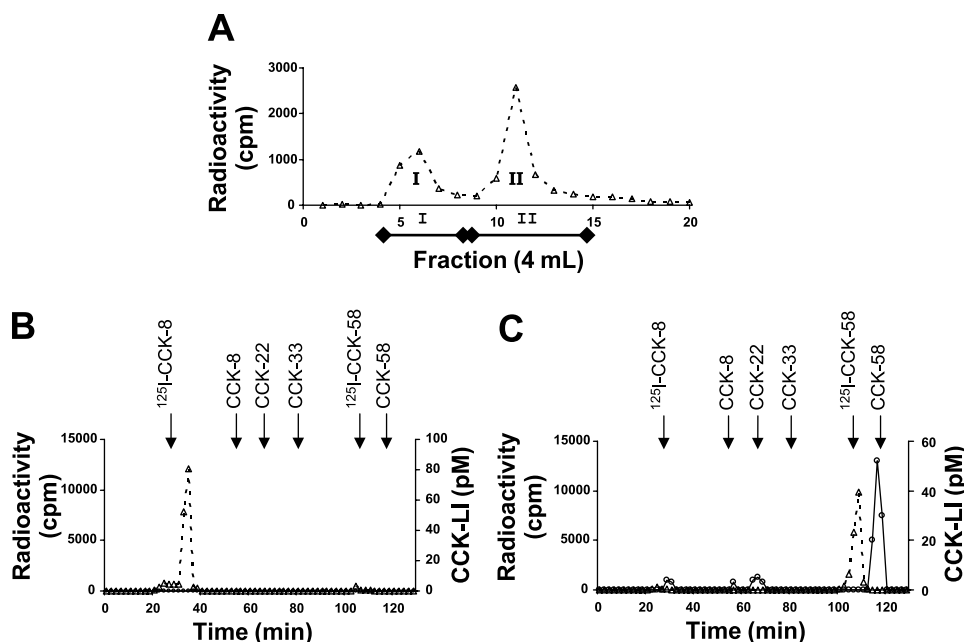 A
Radioactivity
(cpm)
3000
2000
1000
0
I
II
0 5 10 15 20
I II
Fraction (4 mL)
B
125I-CCK-8
CCK-8
CCK-22
CCK-33
125I-CCK-58
CCK-58
Radioactivity
(cpm)
15000
10000
5000
0
100
80
60
40
20
0
CCK-LI (pM)
0 20 40 60 80 100 120
Time (min)
C
125I-CCK-8
CCK-8
CCK-22
CCK-33
125I-CCK-58
CCK-58
Radioactivity
(cpm)
15000
10000
5000
0
60
40
20
0
CCK-LI (pM)
0 20 40 60 80 100 120
Time (min)